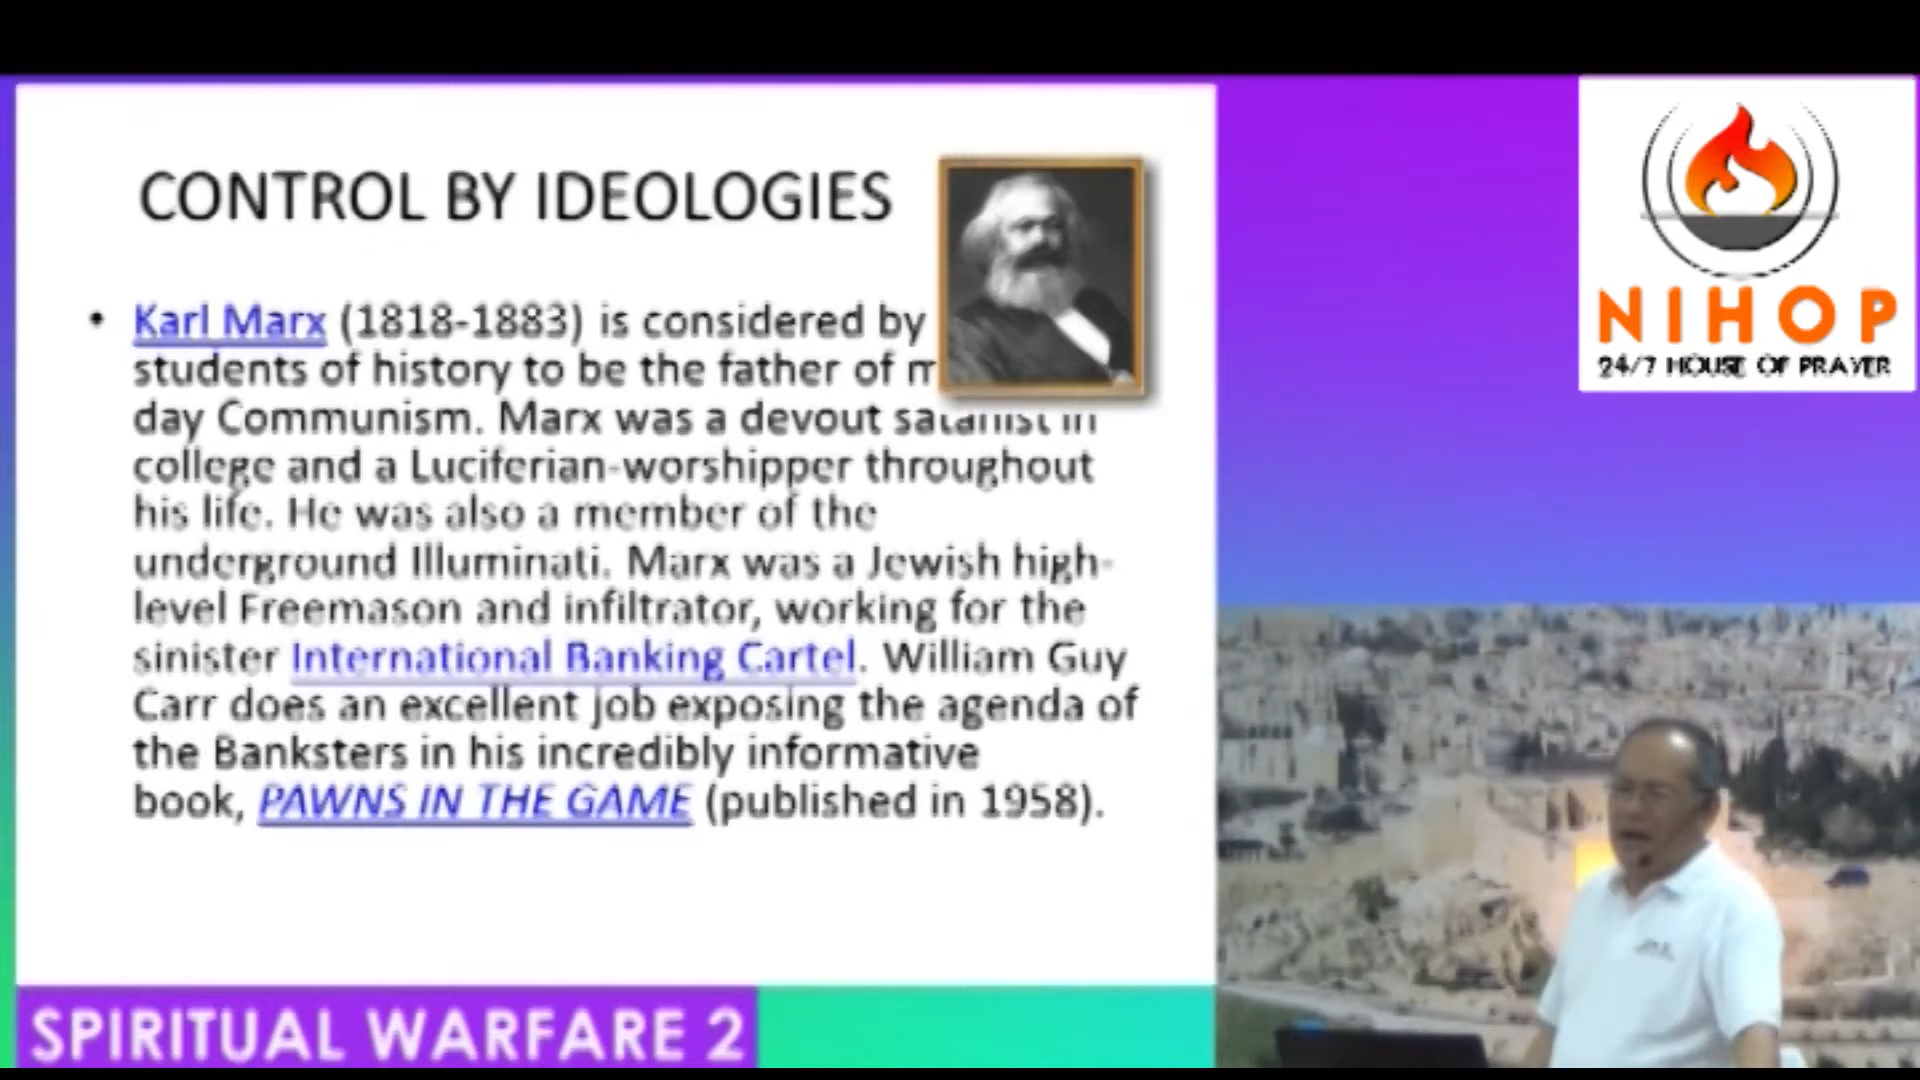 CONTROL BY IDEOLOGIES
• Karl Marx (1818-1883) is considered by
students of history to be the father of m
day Communism. Marx was a devout satanist in
college and a Luciferian-worshipper throughout
his life. He was also a member of the
underground Illuminati. Marx was a Jewish high-
level Freemason and infiltrator, working for the
sinister International Banking Cartel. William Guy
Carr does an excellent job exposing the agenda of
the Banksters in his incredibly informative
book, PAWNS IN THE GAME (published in 1958).
NIHOP
24/7 HOUSE OF PRAYER
SPIRITUAL WARFARE 2